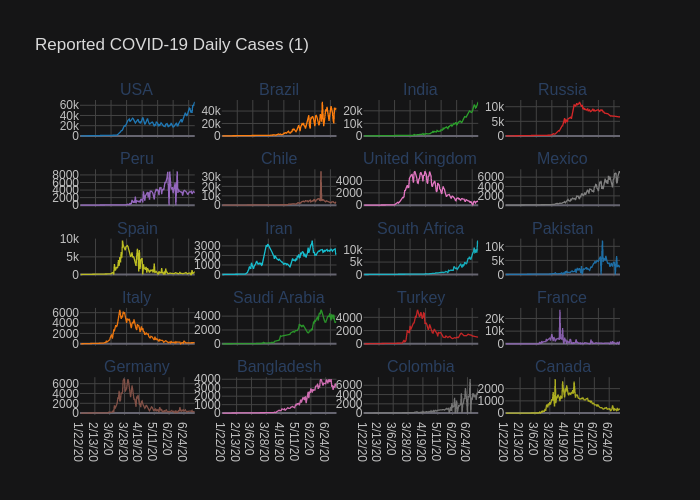 Reported COVID-19 Daily Cases (1)
USA
Brazil
India
Russia
60k
40k
20k
0
40k
20k
0
20k
10k
0
10k
5k
0
Peru
Chile
United Kingdom
Mexico
8000
6000
4000
2000
0
30k
20k
10k
0
4000
2000
0
6000
4000
2000
0
Spain
Iran
South Africa
Pakistan
10k
5k
0
3000
2000
1000
0
10k
5k
0
10k
5k
0
Italy
Saudi Arabia
Turkey
France
6000
4000
2000
0
4000
2000
0
4000
2000
0
20k
10k
0
Germany
Bangladesh
Colombia
Canada
6000
4000
2000
0
4000
3000
2000
1000
0
6000
4000
2000
0
2000
1000
0
1/22/20
2/13/20
3/6/20
3/28/20
4/19/20
5/11/20
6/2/20
6/24/20
1/22/20
2/13/20
3/6/20
3/28/20
4/19/20
5/11/20
6/2/20
6/24/20
1/22/20
2/13/20
3/6/20
3/28/20
4/19/20
5/11/20
6/2/20
6/24/20
1/22/20
2/13/20
3/6/20
3/28/20
4/19/20
5/11/20
6/2/20
6/24/20